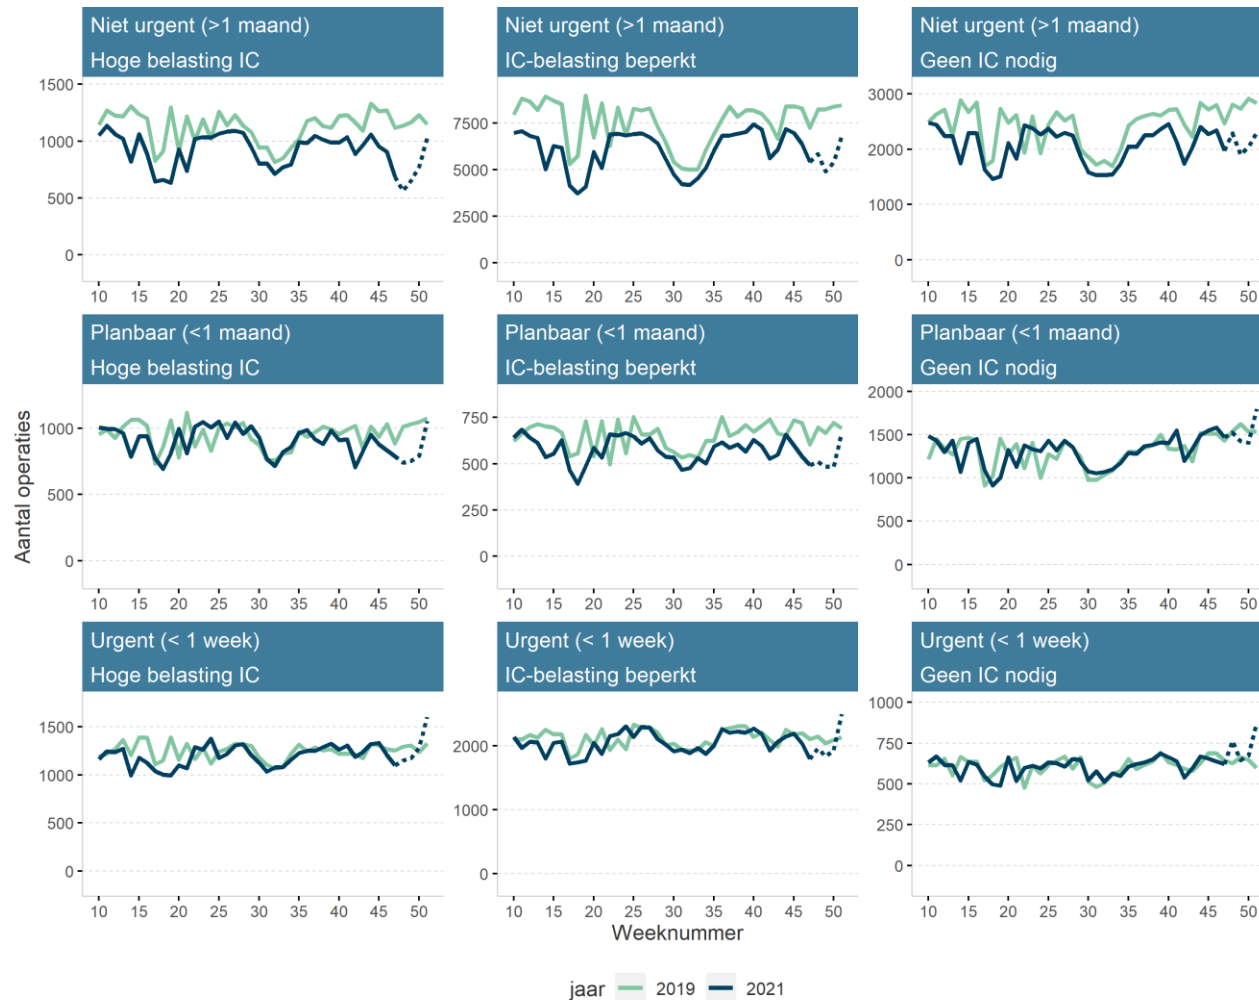 Niet urgent (>1 maand)
Hoge belasting IC
Niet urgent (>1 maand)
IC-belasting beperkt
Niet urgent (>1 maand)
Geen IC nodig
1500
1000
500
0
10 15 20 25 30 35 40 45 50
7500
5000
2500
0
10 15 20 25 30 35 40 45 50
3000
2000
1000
0
10 15 20 25 30 35 40 45 50
Planbaar (<1 maand)
Hoge belasting IC
Planbaar (<1 maand)
IC-belasting beperkt
Planbaar (<1 maand)
Geen IC nodig
Aantal operaties
1000
500
0
10 15 20 25 30 35 40 45 50
750
500
250
0
10 15 20 25 30 35 40 45 50
2000
1500
1000
500
0
10 15 20 25 30 35 40 45 50
Urgent (< 1 week)
Hoge belasting IC
Urgent (< 1 week)
IC-belasting beperkt
Urgent (< 1 week)
Geen IC nodig
1500
1000
500
0
10 15 20 25 30 35 40 45 50
2000
1000
0
10 15 20 25 30 35 40 45 50
1000
750
500
250
0
10 15 20 25 30 35 40 45 50
Weeknummer
jaar 2019 2021